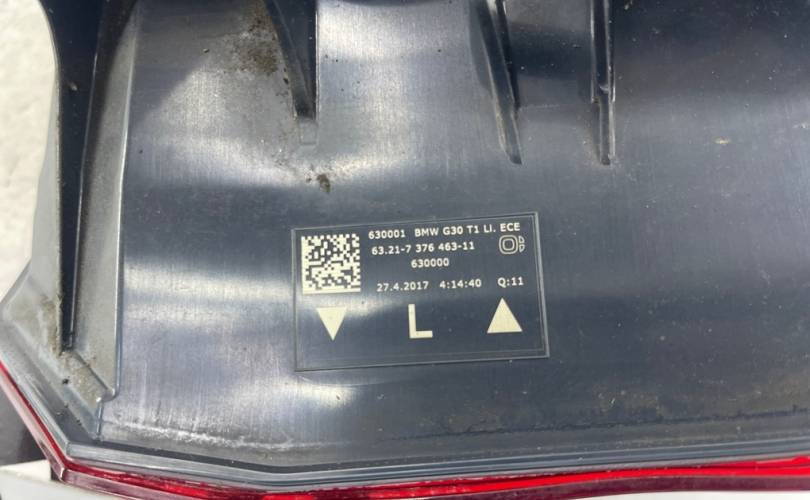 630001 BMW G30 T1 LI. ECE
63.21-7 376 463-11
630000
27.4.2017 4:14:40 Q:11
L